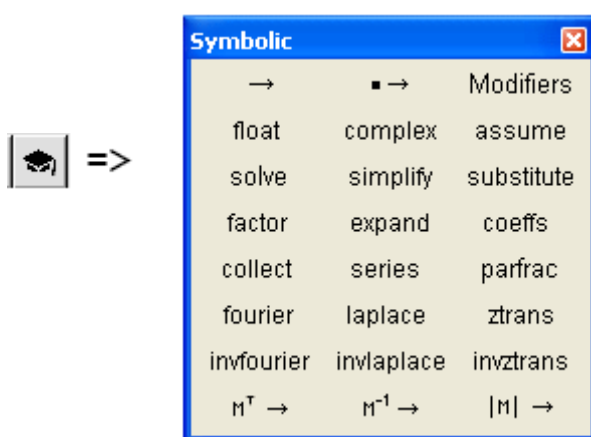 Symbolic
=>
→ ▪ → Modifiers
float complex assume
solve simplify substitute
factor expand coeffs
collect series parfrac
fourier laplace ztrans
invfourier invlaplace invztrans
Mᵀ → M⁻¹ → |M| →